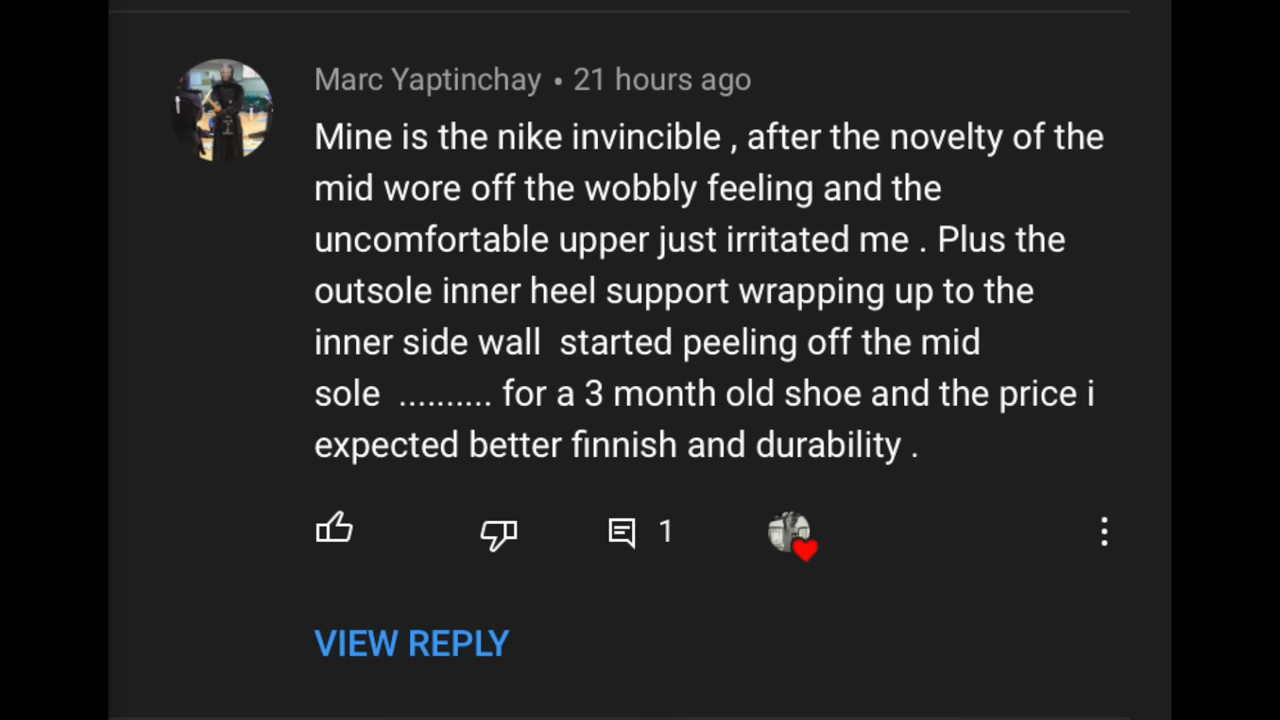 Marc Yaptinchay • 21 hours ago
Mine is the nike invincible , after the novelty of the
mid wore off the wobbly feeling and the
uncomfortable upper just irritated me . Plus the
outsole inner heel support wrapping up to the
inner side wall  started peeling off the mid
sole  .......... for a 3 month old shoe and the price i
expected better finnish and durability .
1
VIEW REPLY